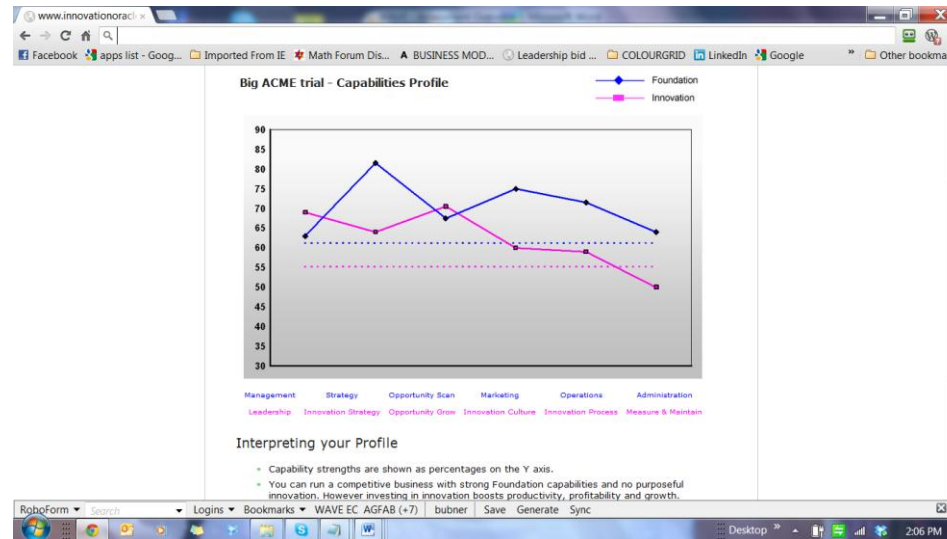 www.innovationoracl
Facebook apps list - Goog... Imported From IE Math Forum Dis... A BUSINESS MOD... Leadership bid ... COLOURGRID LinkedIn Google » Other bookma
Big ACME trial - Capabilities Profile
Foundation
Innovation
90
85
80
75
70
65
60
55
50
45
40
35
30
Management Strategy Opportunity Scan Marketing Operations Administration
Leadership Innovation Strategy Opportunity Grow Innovation Culture Innovation Process Measure & Maintain
Interpreting your Profile
Capability strengths are shown as percentages on the Y axis.
You can run a competitive business with strong Foundation capabilities and no purposeful
innovation. However investing in innovation boosts productivity, profitability and growth.
RoboForm Search Logins Bookmarks WAVE EC AGFAB (+7) bubner Save Generate Sync
Desktop » 2:06 PM